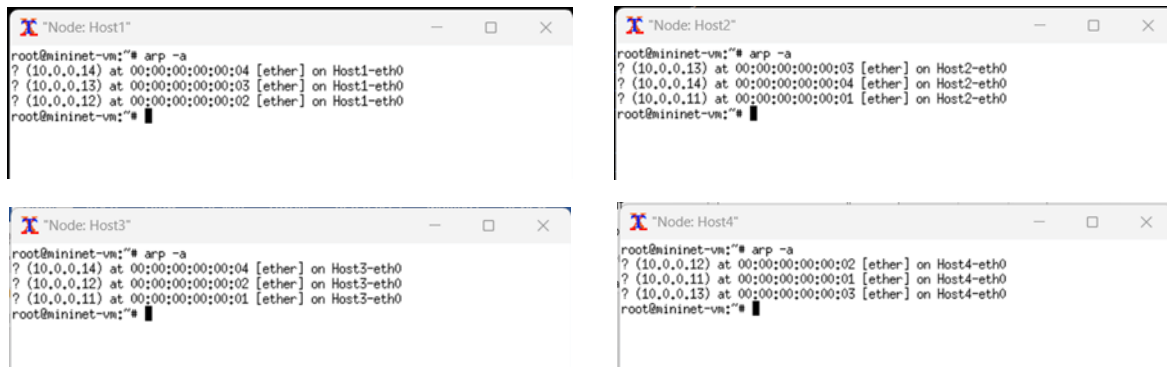 "Node: Host1"
root@mininet-vm:~# arp -a
? (10.0.0.14) at 00:00:00:00:00:04 [ether] on Host1-eth0
? (10.0.0.13) at 00:00:00:00:00:03 [ether] on Host1-eth0
? (10.0.0.12) at 00:00:00:00:00:02 [ether] on Host1-eth0
root@mininet-vm:~#
"Node: Host2"
root@mininet-vm:~# arp -a
? (10.0.0.13) at 00:00:00:00:00:03 [ether] on Host2-eth0
? (10.0.0.14) at 00:00:00:00:00:04 [ether] on Host2-eth0
? (10.0.0.11) at 00:00:00:00:00:01 [ether] on Host2-eth0
root@mininet-vm:~#
"Node: Host3"
root@mininet-vm:~# arp -a
? (10.0.0.14) at 00:00:00:00:00:04 [ether] on Host3-eth0
? (10.0.0.12) at 00:00:00:00:00:02 [ether] on Host3-eth0
? (10.0.0.11) at 00:00:00:00:00:01 [ether] on Host3-eth0
root@mininet-vm:~#
"Node: Host4"
root@mininet-vm:~# arp -a
? (10.0.0.12) at 00:00:00:00:00:02 [ether] on Host4-eth0
? (10.0.0.11) at 00:00:00:00:00:01 [ether] on Host4-eth0
? (10.0.0.13) at 00:00:00:00:00:03 [ether] on Host4-eth0
root@mininet-vm:~#